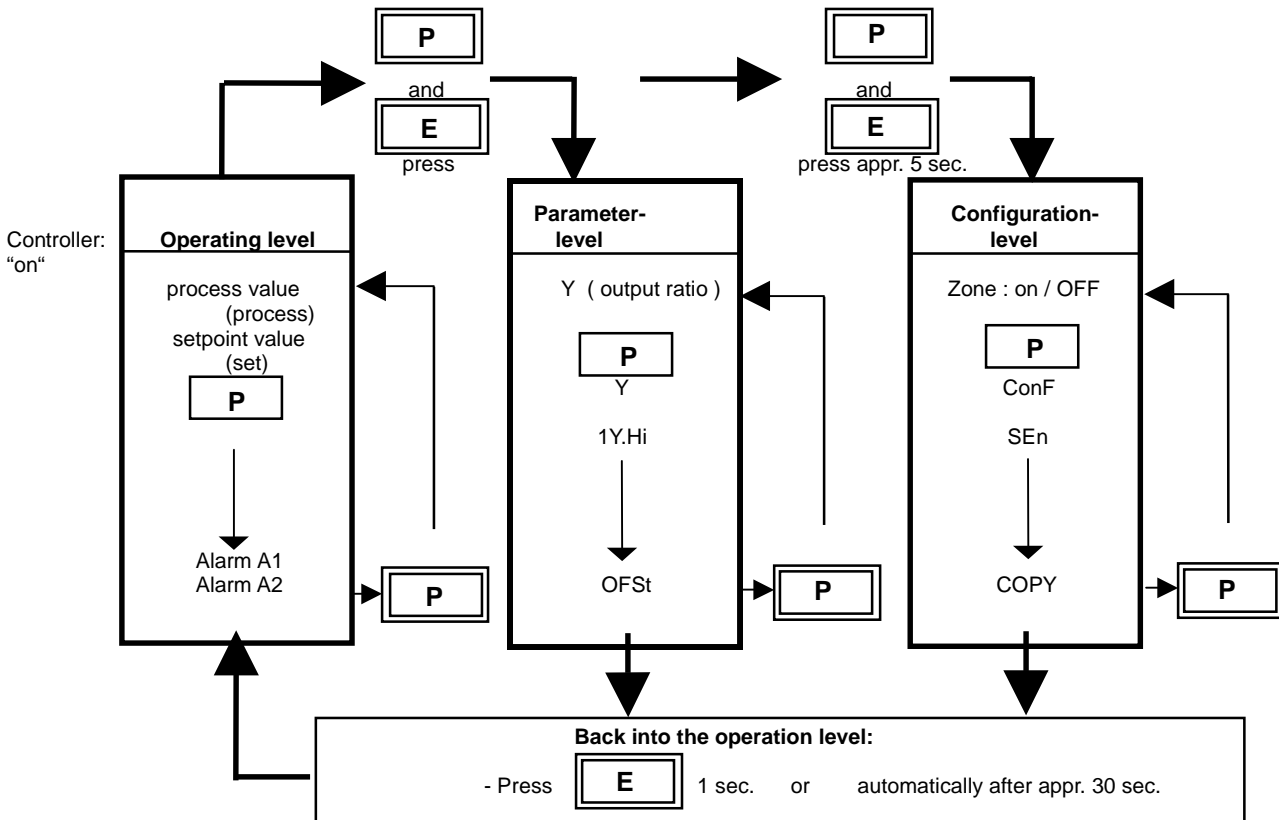 P
and
E
press
P
and
E
press appr. 5 sec.
Controller:
“on“
Operating level
process value
(process)
setpoint value
(set)
P
Alarm A1
Alarm A2
P
Parameter-
level
Y ( output ratio )
P
Y
1Y.Hi
OFSt
P
Configuration-
level
Zone : on / OFF
P
ConF
SEn
COPY
P
Back into the operation level:
- Press E 1 sec. or automatically after appr. 30 sec.